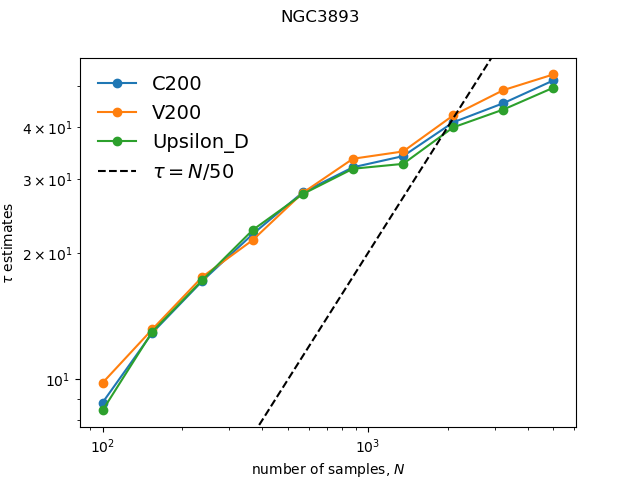 NGC3893
C200
V200
Upsilon_D
τ = N/50
4 × 10¹
3 × 10¹
2 × 10¹
10¹
τ estimates
10²
10³
number of samples, N